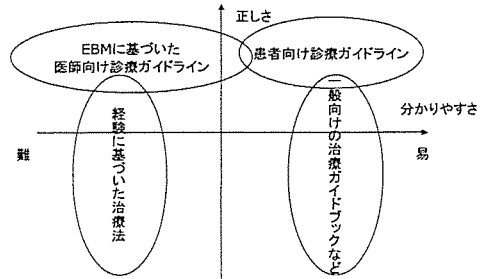 正しさ
EBMに基づいた
医師向け診療ガイドライン
患者向け診療ガイドライン
経験に基づいた治療法
一般向けの治療ガイドブックなど
分かりやすさ
難
易